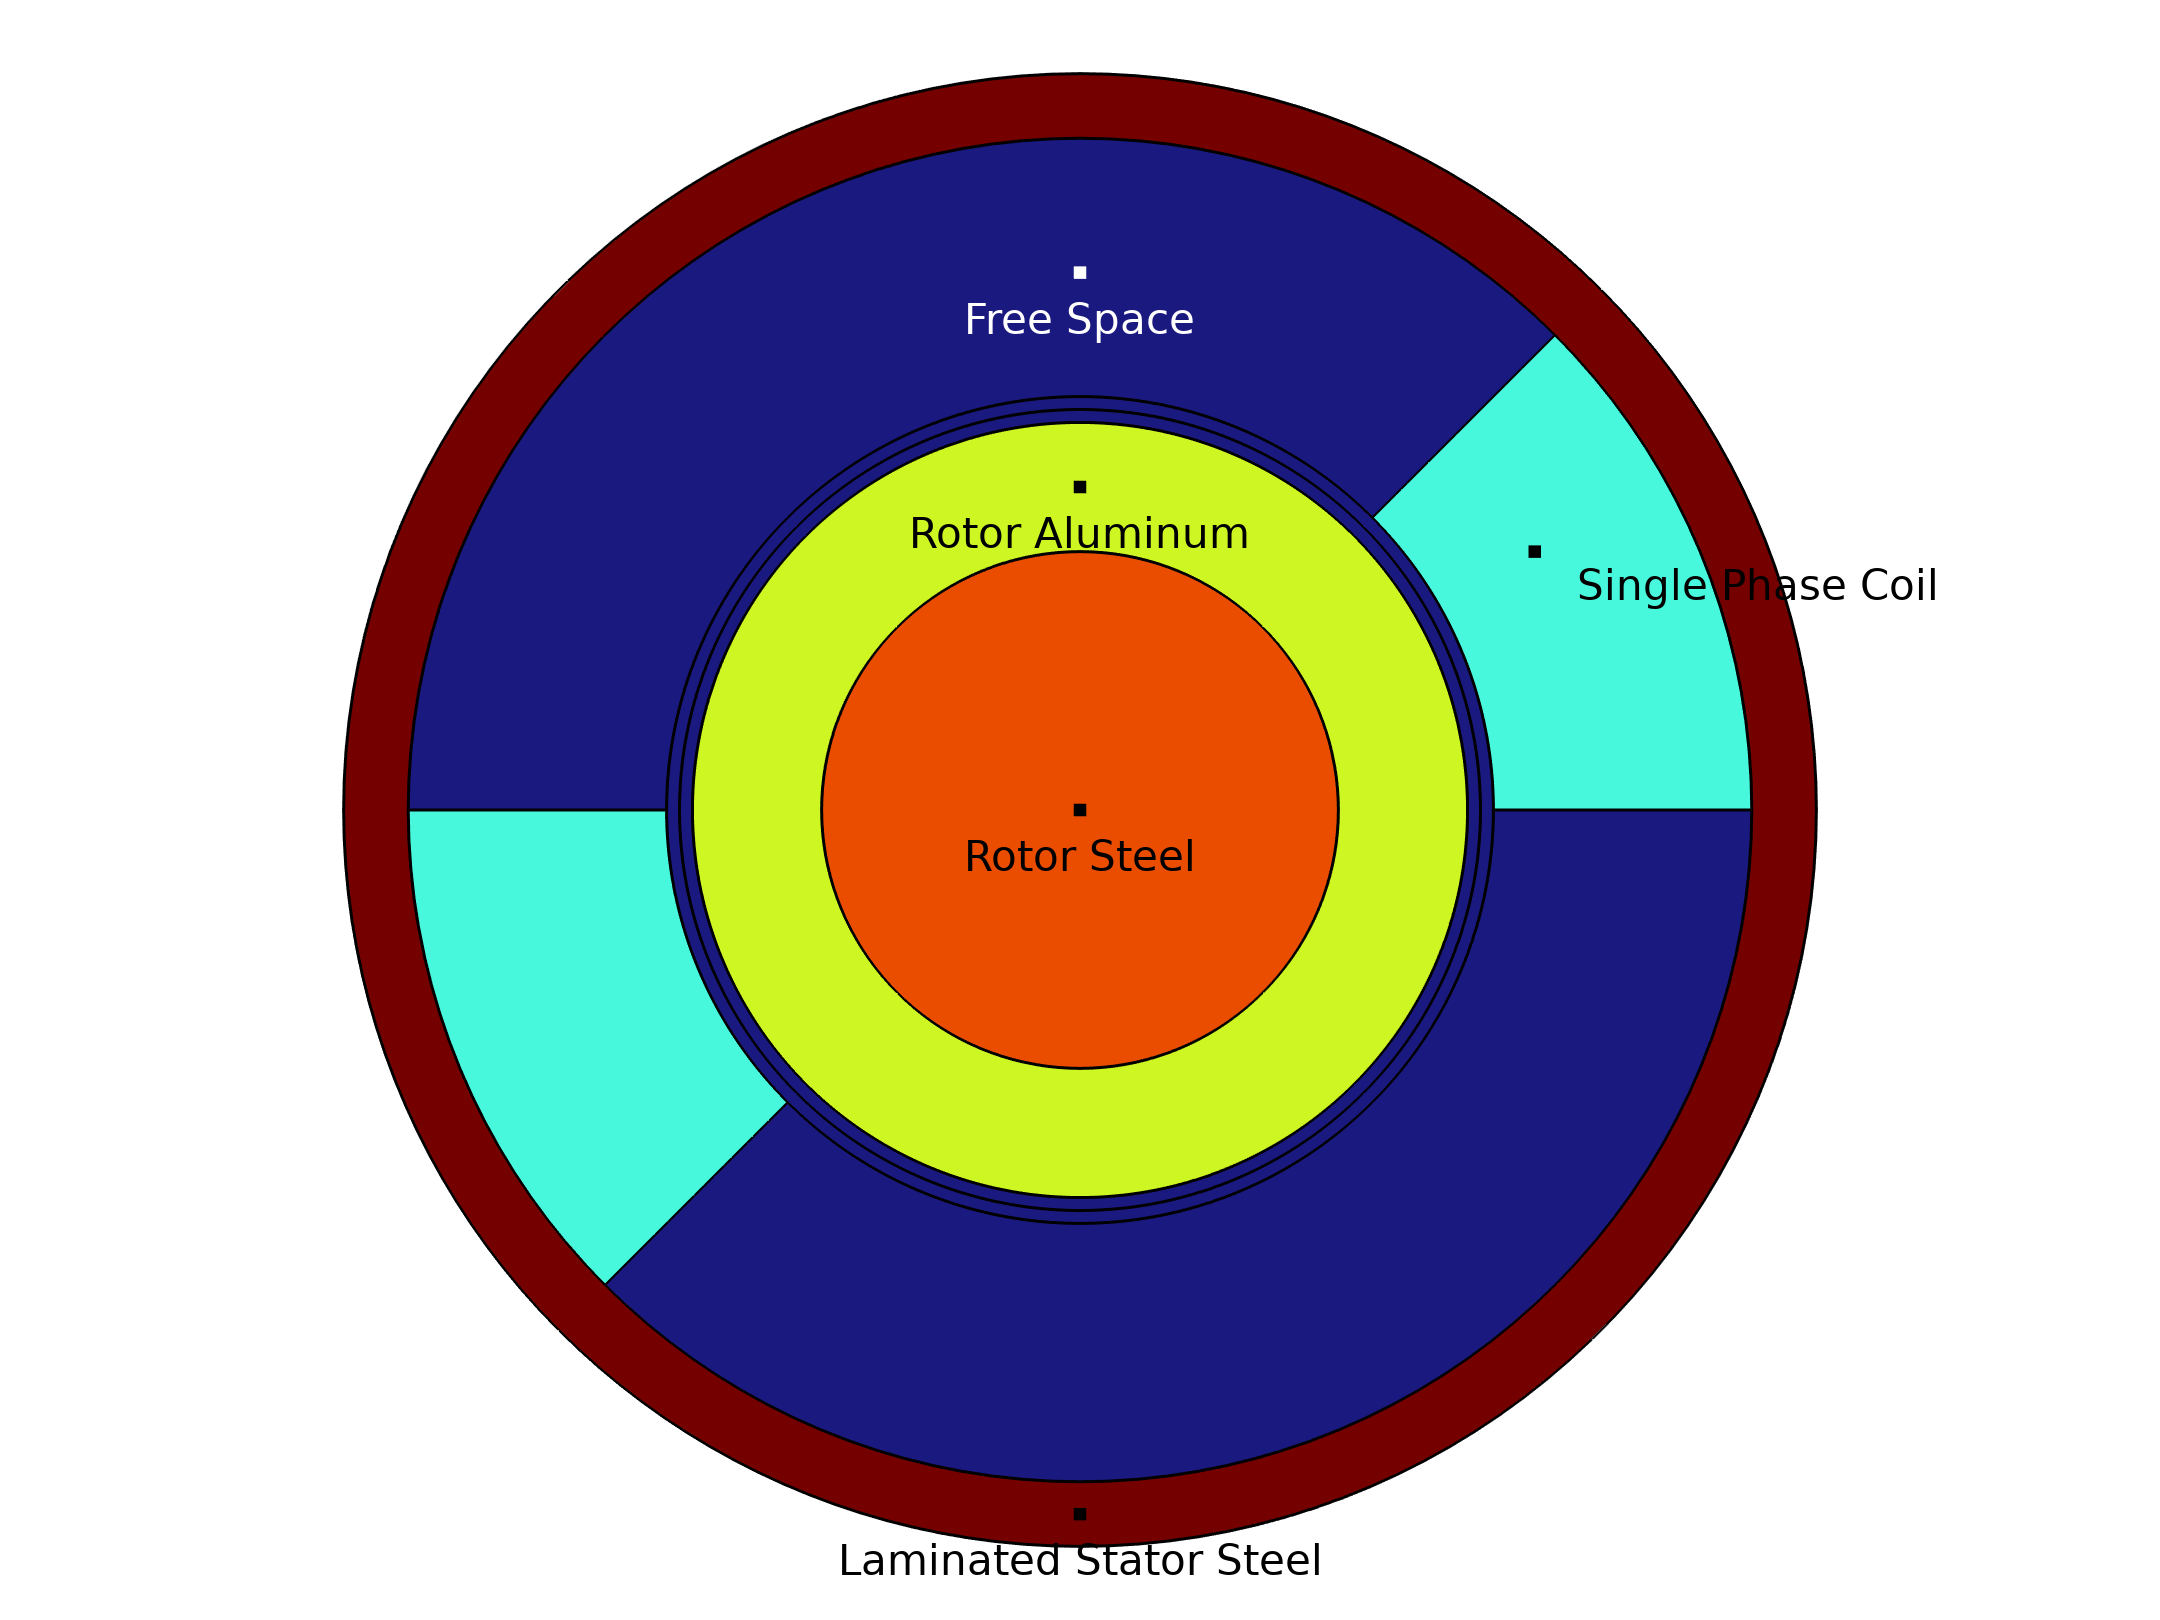 Free Space
Rotor Aluminum
Single Phase Coil
Rotor Steel
Laminated Stator Steel